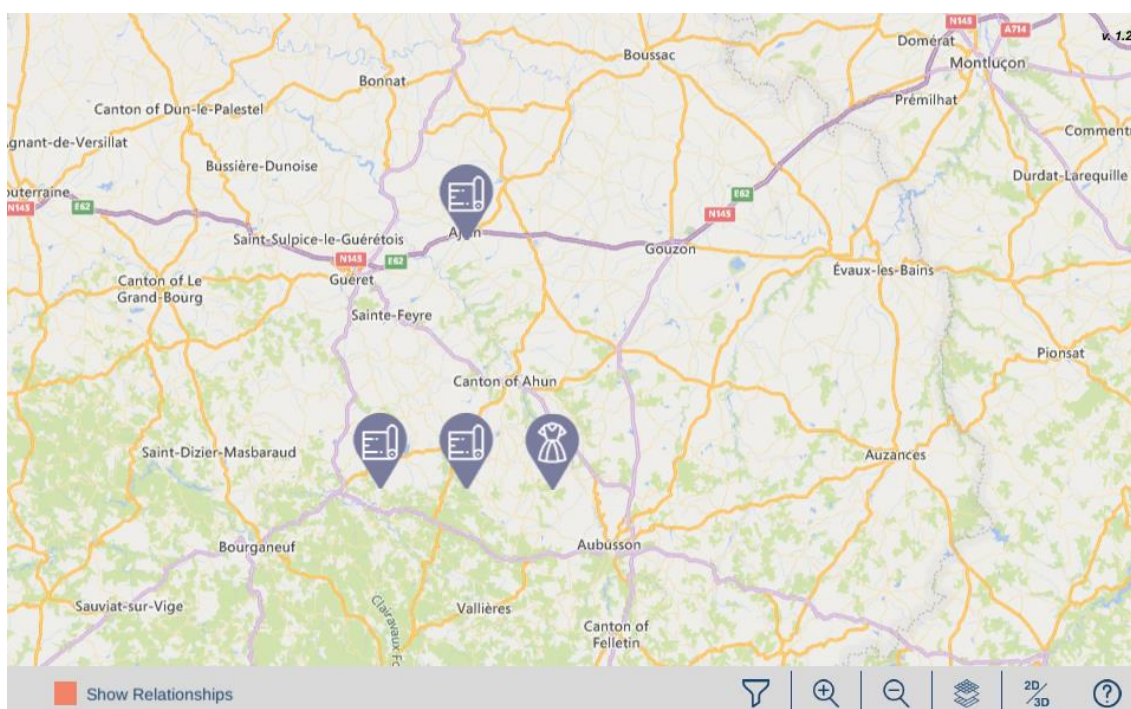 N145
A714
Domérat
v. 1.2
Boussac
Montluçon
Bonnat
Prémilhat
Canton of Dun-le-Palestel
Commentr
gnant-de-Versillat
Bussière-Dunoise
Durdat-Larequille
outerraine
E62
N145
E62
N145
Saint-Sulpice-le-Guérétois
Gouzon
N145
E62
Évaux-les-Bains
Guéret
Canton of Le
Grand-Bourg
Sainte-Feyre
Pionsat
Canton of Ahun
Saint-Dizier-Masbaraud
Auzances
Bourganeuf
Aubusson
Sauviat-sur-Vige
Vallières
Clairavaux Fo
Canton of
Felletin
Show Relationships
2D/3D
?